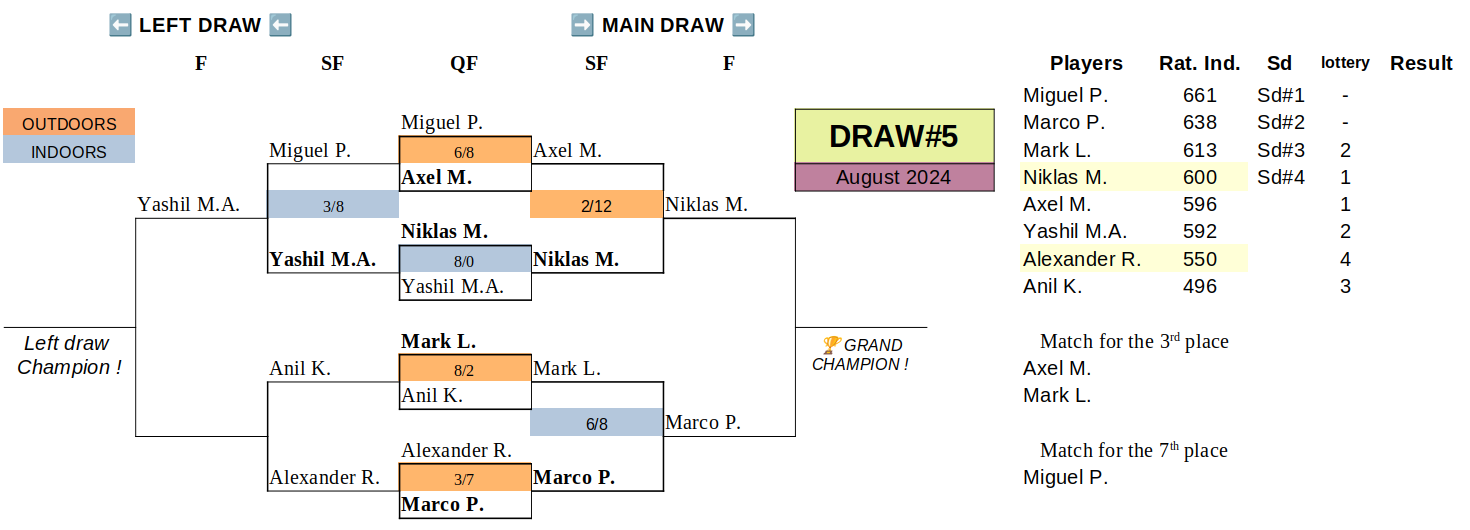 ⬅️ LEFT DRAW ⬅️ ➡️ MAIN DRAW ➡️
F SF QF SF F Players Rat. Ind. Sd lottery Result
Miguel P. 661 Sd#1 -
OUTDOORS Miguel P. DRAW#5 Marco P. 638 Sd#2 -
INDOORS Miguel P. 6/8 Axel M. Mark L. 613 Sd#3 2
Axel M. August 2024 Niklas M. 600 Sd#4 1
Yashil M.A. 3/8 2/12 Niklas M. Axel M. 596 1
Niklas M. Yashil M.A. 592 2
Yashil M.A. 8/0 Niklas M. Alexander R. 550 4
Yashil M.A. Anil K. 496 3
Left draw Mark L. 🏆 GRAND Match for the 3rd place
Champion ! Anil K. 8/2 Mark L. CHAMPION ! Axel M.
Anil K. Mark L.
6/8 Marco P.
Alexander R. Match for the 7th place
Alexander R. 3/7 Marco P. Miguel P.
Marco P.